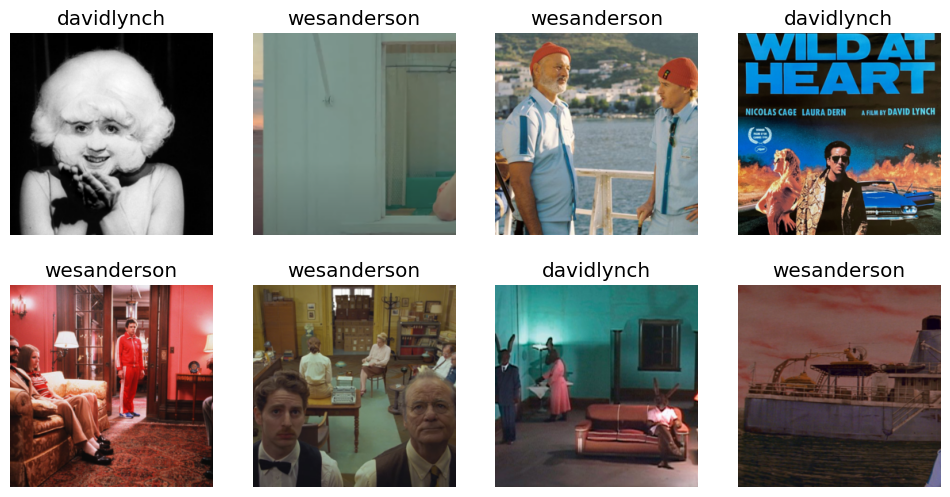 davidlynch
wesanderson
wesanderson
davidlynch
WILD AT
HEART
NICOLAS CAGE LAURA DERN A FILM BY DAVID LYNCH
wesanderson
wesanderson
davidlynch
wesanderson